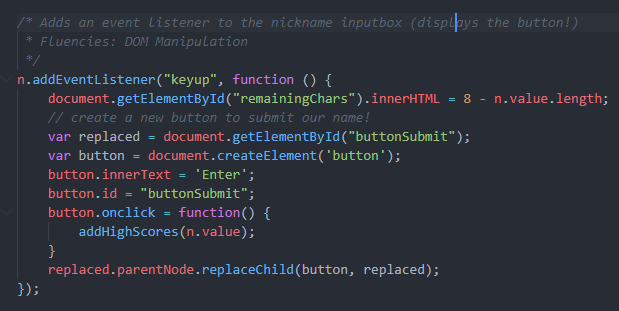 /* Adds an event listener to the nickname inputbox (displays the button!)
 * Fluencies: DOM Manipulation
 */
n.addEventListener("keyup", function () {
    document.getElementById("remainingChars").innerHTML = 8 - n.value.length;
    // create a new button to submit our name!
    var replaced = document.getElementById("buttonSubmit");
    var button = document.createElement('button');
    button.innerText = 'Enter';
    button.id = "buttonSubmit";
    button.onclick = function() {
        addHighScores(n.value);
    }
    replaced.parentNode.replaceChild(button, replaced);
});